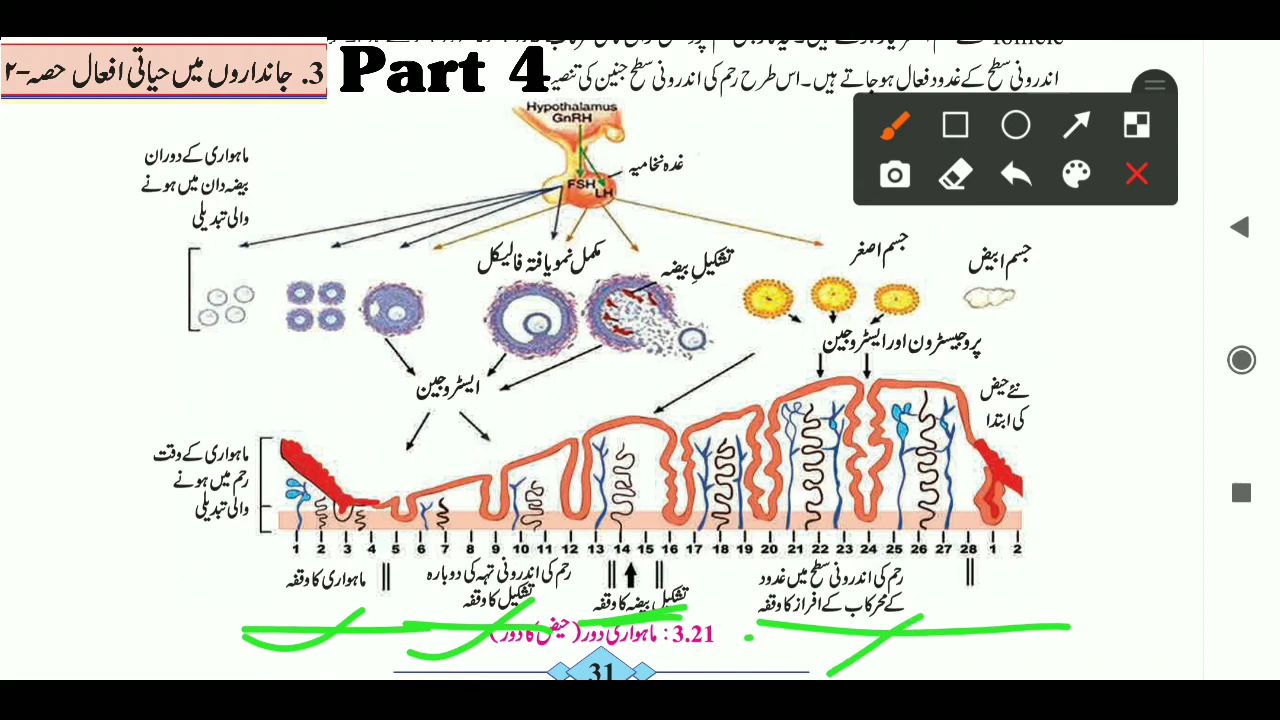 3. جانداروں میں حیاتی افعال حصہ-۲
Part 4
اندرونی سطح کے غدود فعال ہوجاتے ہیں۔ اس طرح رحم کی اندرونی سطح جنین کی
Hypothalamus
GnRH
غدہ نخامیہ
FSH
LH
ماہواری کے دوران
بیضہ دان میں ہونے
والی تبدیلی
مکمل نمو یافتہ فالیکل
تشکیلِ بیضہ
جسم اصغر
جسم ابیض
پروجیسٹرون اور ایسٹروجین
ایسٹروجین
نئے حیض
کی ابتدا
ماہواری کے وقت
رحم میں ہونے
والی تبدیلی
1 2 3 4 5 6 7 8 9 10 11 12 13 14 15 16 17 18 19 20 21 22 23 24 25 26 27 28 1 2
ماہواری کا وقفہ
رحم کی اندرونی تہہ کی دوبارہ
تشکیل کا وقفہ
تشکیل بیضہ کا وقفہ
رحم کی اندرونی سطح میں غدود
کے محرکاب کے افراز کا وقفہ
3.21 : ماہواری دور (حیض کا دور)
31